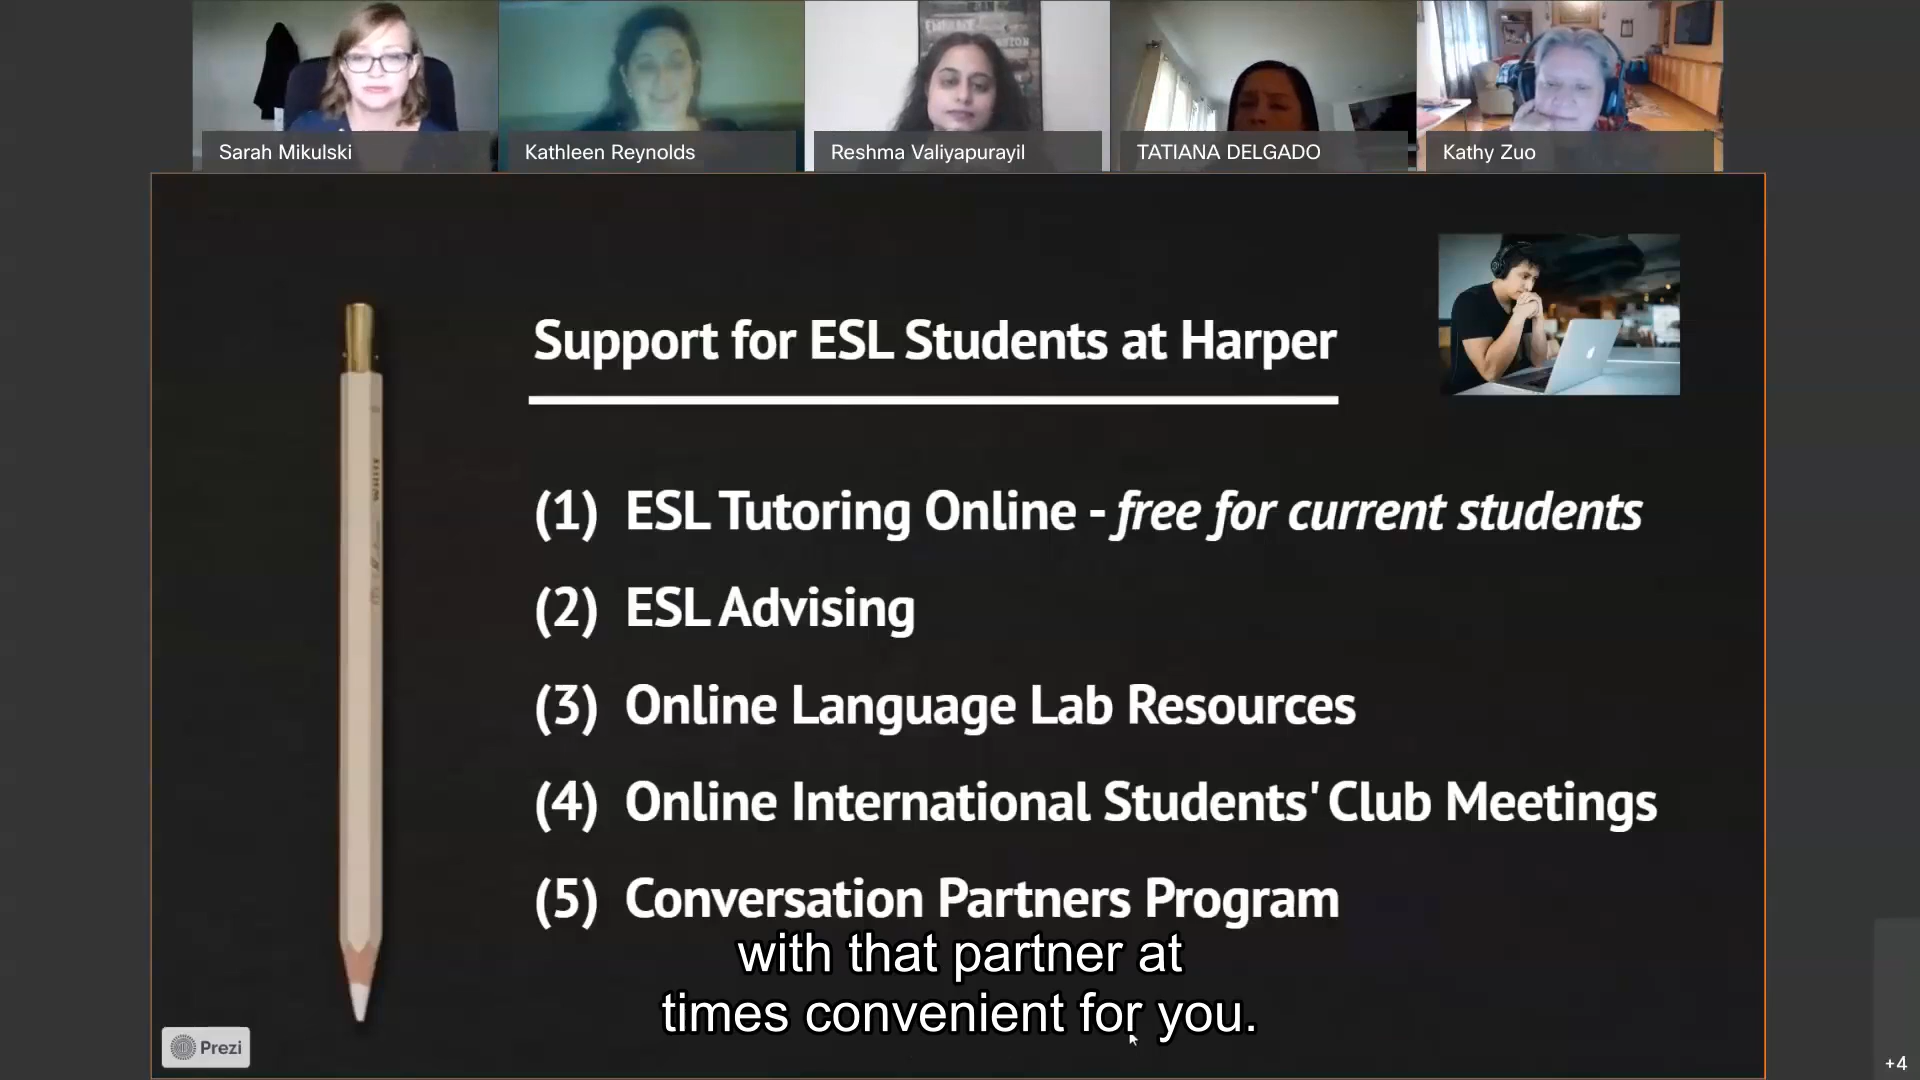 Sarah Mikulski
Kathleen Reynolds
Reshma Valiyapurayil
TATIANA DELGADO
Kathy Zuo
Support for ESL Students at Harper
(1) ESL Tutoring Online - free for current students
(2) ESL Advising
(3) Online Language Lab Resources
(4) Online International Students' Club Meetings
(5) Conversation Partners Program
with that partner at
times convenient for you.
Prezi
+4